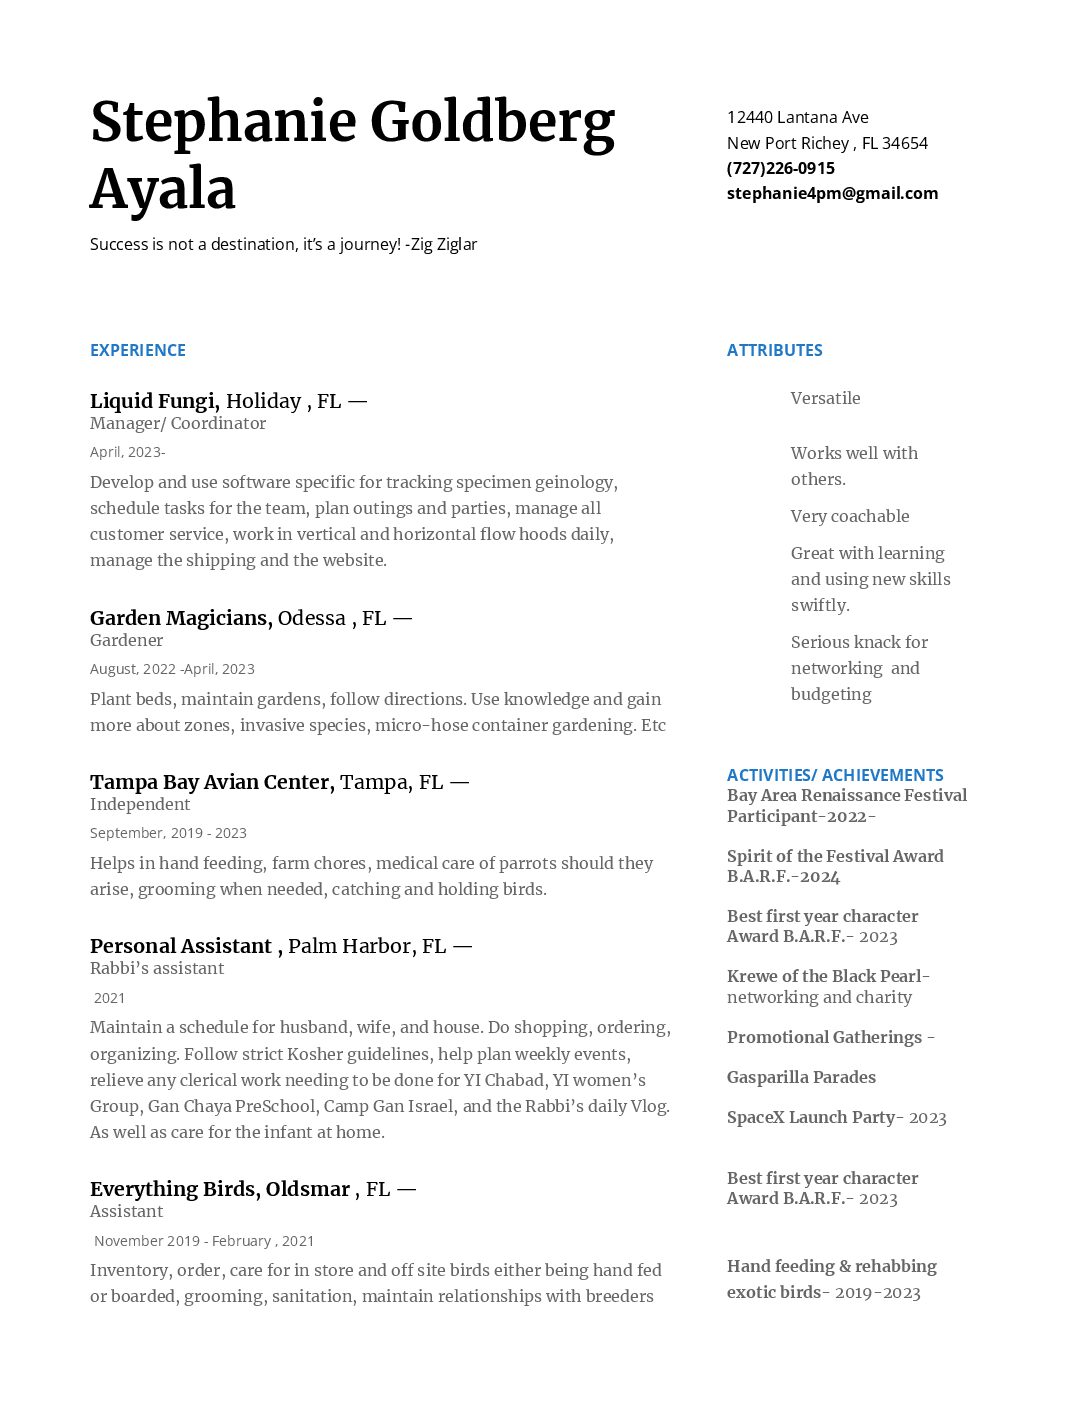 Stephanie Goldberg
Ayala
Success is not a destination, it’s a journey! -Zig Ziglar
12440 Lantana Ave
New Port Richey , FL 34654
(727)226-0915
stephanie4pm@gmail.com
EXPERIENCE
Liquid Fungi, Holiday , FL —
Manager/ Coordinator
April, 2023-
Develop and use software specific for tracking specimen geinology,
schedule tasks for the team, plan outings and parties, manage all
customer service, work in vertical and horizontal flow hoods daily,
manage the shipping and the website.
Garden Magicians, Odessa , FL —
Gardener
August, 2022 -April, 2023
Plant beds, maintain gardens, follow directions. Use knowledge and gain
more about zones, invasive species, micro-hose container gardening. Etc
Tampa Bay Avian Center, Tampa, FL —
Independent
September, 2019 - 2023
Helps in hand feeding, farm chores, medical care of parrots should they
arise, grooming when needed, catching and holding birds.
Personal Assistant , Palm Harbor, FL —
Rabbi’s assistant
2021
Maintain a schedule for husband, wife, and house. Do shopping, ordering,
organizing. Follow strict Kosher guidelines, help plan weekly events,
relieve any clerical work needing to be done for YI Chabad, YI women’s
Group, Gan Chaya PreSchool, Camp Gan Israel, and the Rabbi’s daily Vlog.
As well as care for the infant at home.
Everything Birds, Oldsmar , FL —
Assistant
November 2019 - February , 2021
Inventory, order, care for in store and off site birds either being hand fed
or boarded, grooming, sanitation, maintain relationships with breeders
ATTRIBUTES
Versatile
Works well with
others.
Very coachable
Great with learning
and using new skills
swiftly.
Serious knack for
networking  and
budgeting
ACTIVITIES/ ACHIEVEMENTS
Bay Area Renaissance Festival
Participant-2022-
Spirit of the Festival Award
B.A.R.F.-2024
Best first year character
Award B.A.R.F.- 2023
Krewe of the Black Pearl-
networking and charity
Promotional Gatherings -
Gasparilla Parades
SpaceX Launch Party- 2023
Best first year character
Award B.A.R.F.- 2023
Hand feeding & rehabbing
exotic birds- 2019-2023